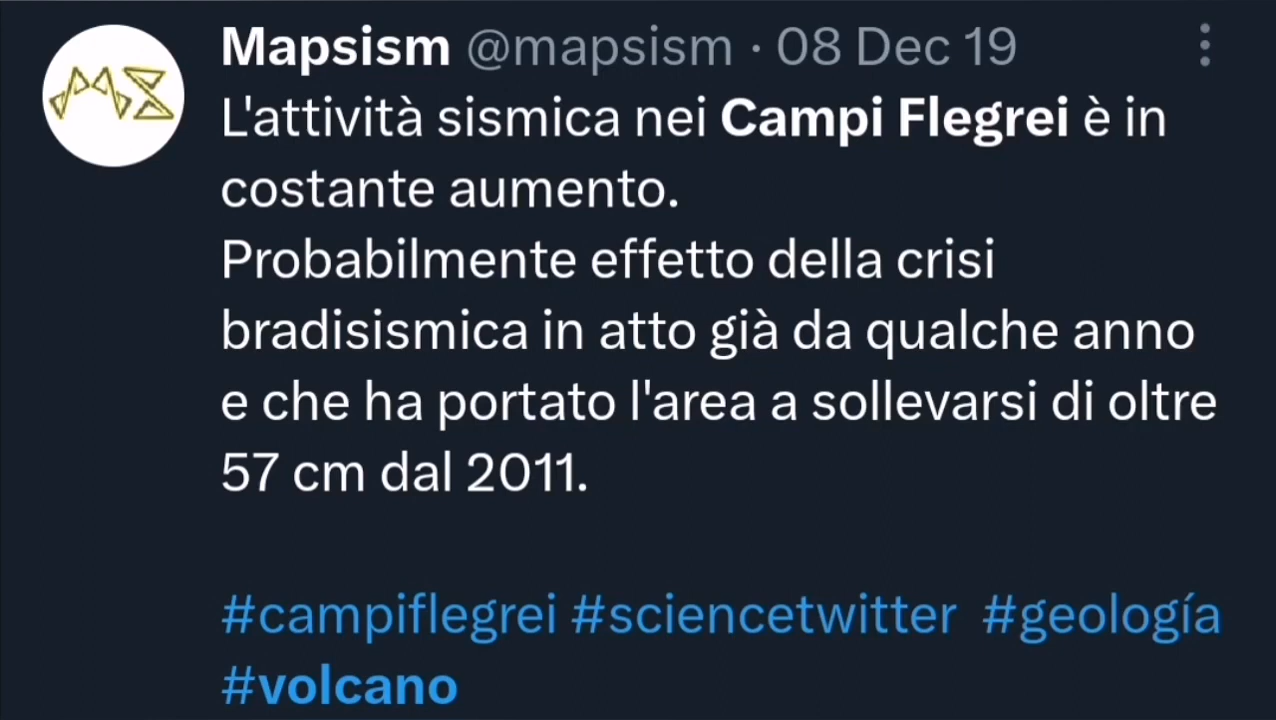 Mapsism @mapsism · 08 Dec 19
L'attività sismica nei Campi Flegrei è in
costante aumento.
Probabilmente effetto della crisi
bradisismica in atto già da qualche anno
e che ha portato l'area a sollevarsi di oltre
57 cm dal 2011.
#campiflegrei #sciencetwitter #geología
#volcano